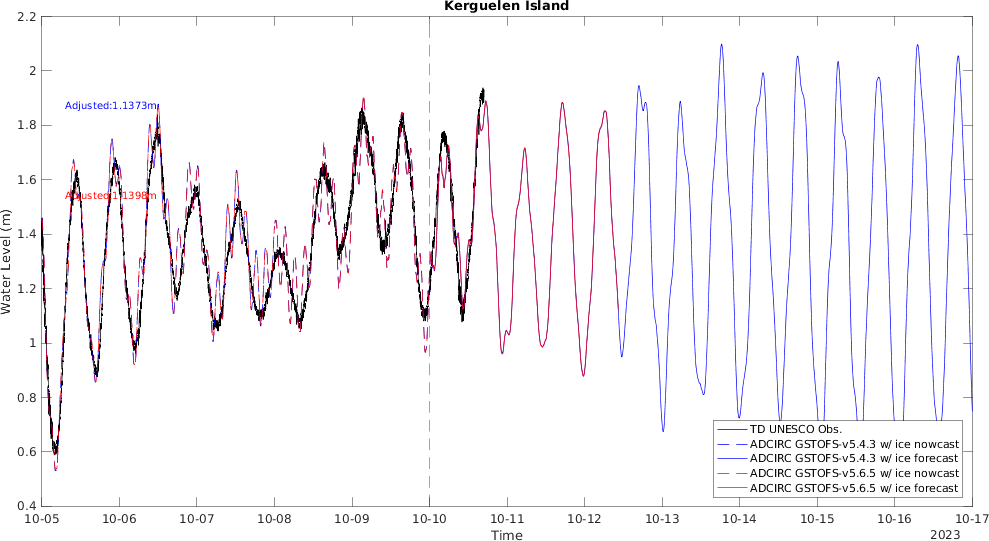 Kerguelen Island
2.2
2
1.8
1.6
1.4
1.2
1
0.8
0.6
0.4
Water Level (m)
Adjusted:1.1373m
Adjusted:1.1398m
TD UNESCO Obs.
ADCIRC GSTOFS-v5.4.3 w/ ice nowcast
ADCIRC GSTOFS-v5.4.3 w/ ice forecast
ADCIRC GSTOFS-v5.6.5 w/ ice nowcast
ADCIRC GSTOFS-v5.6.5 w/ ice forecast
10-05 10-06 10-07 10-08 10-09 10-10 10-11 10-12 10-13 10-14 10-15 10-16 10-17
Time
2023